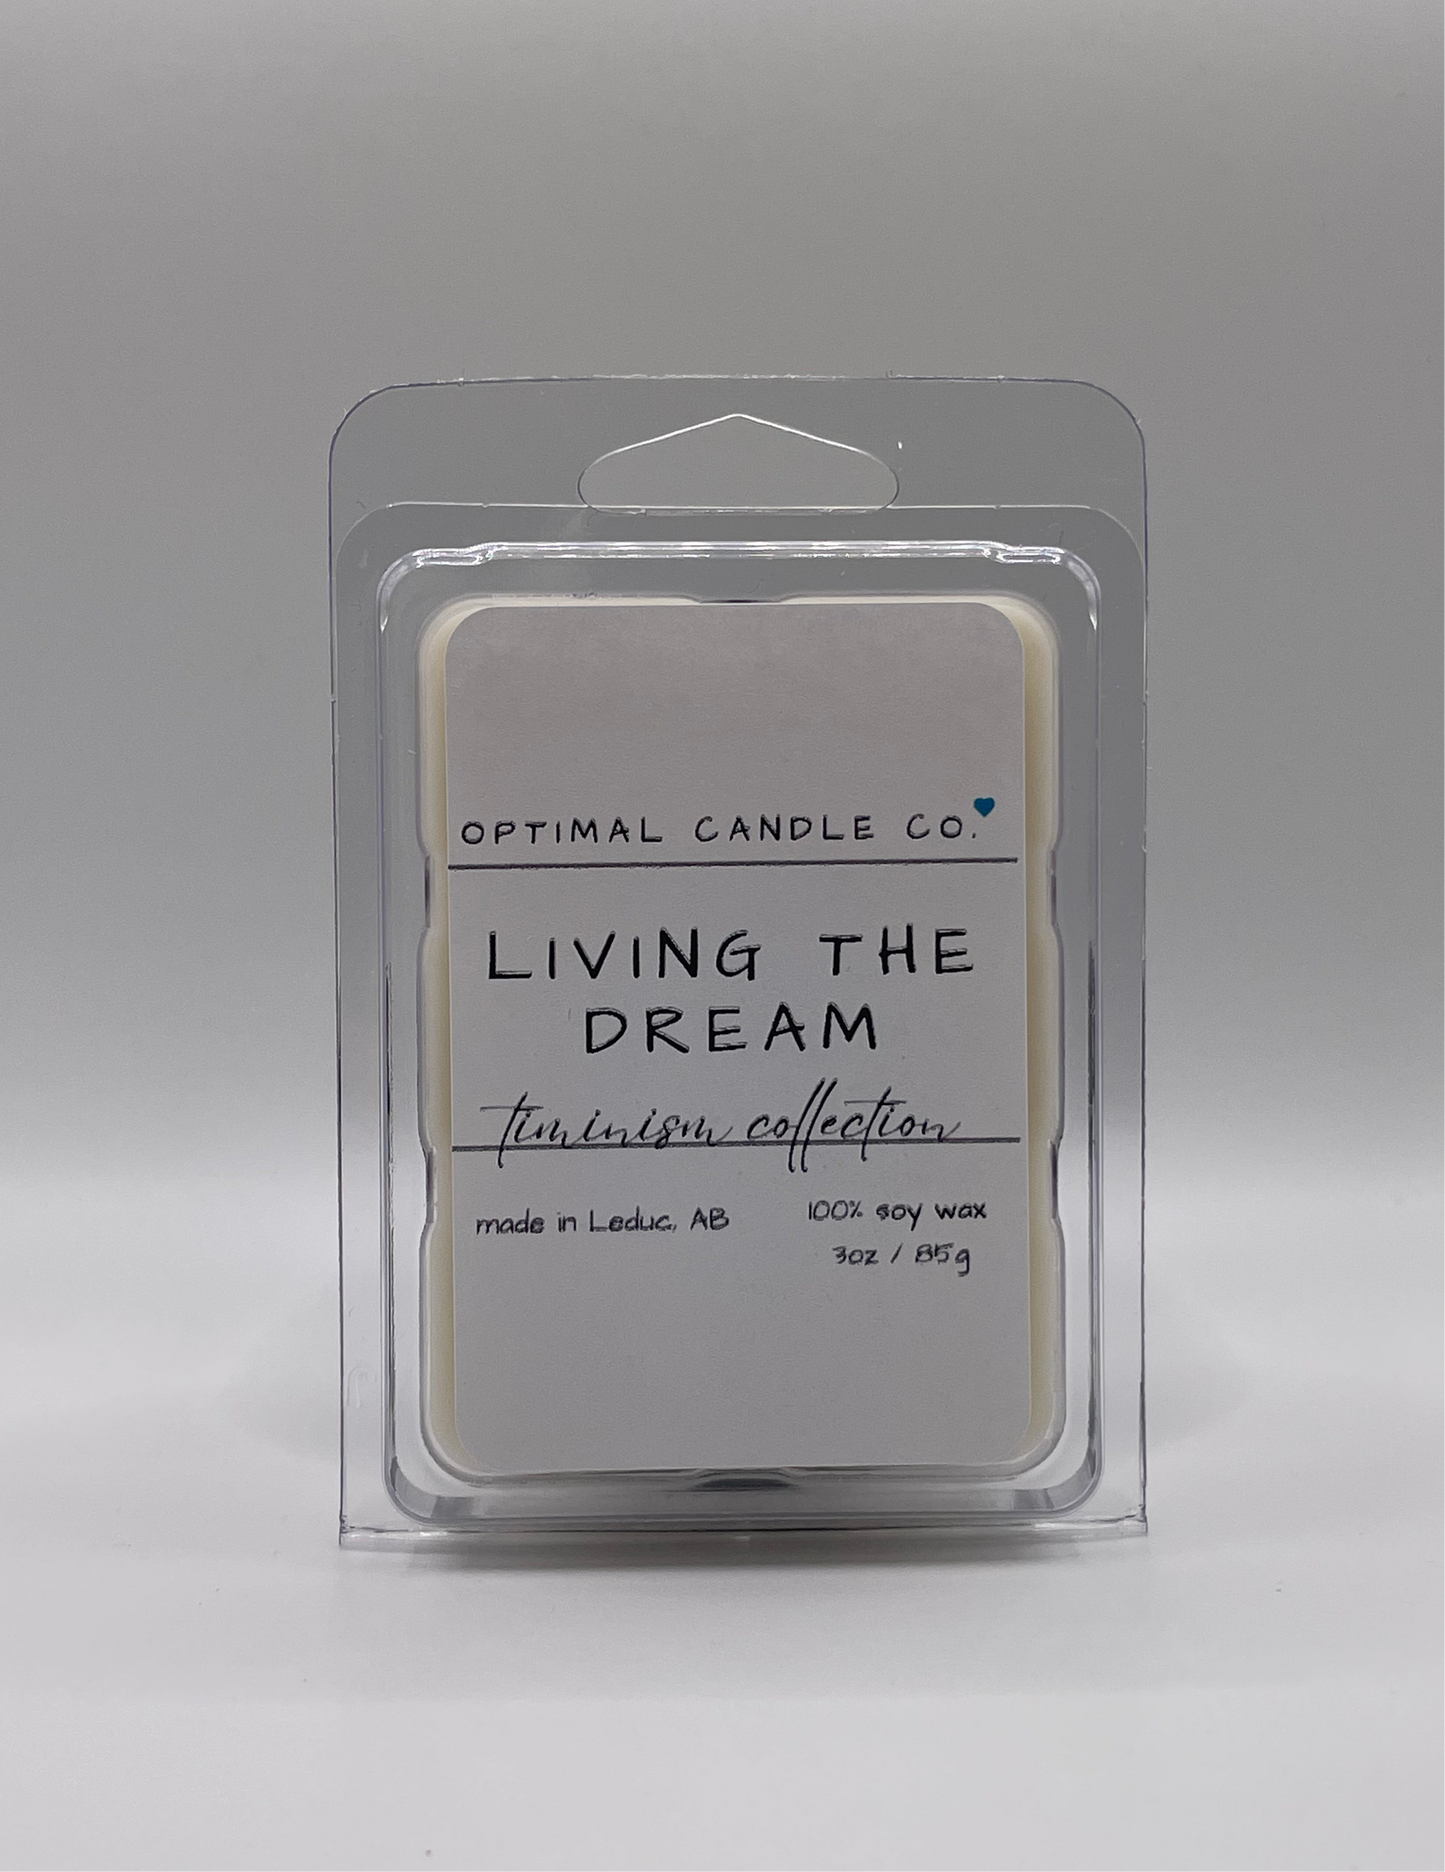 OPTIMAL CANDLE CO.
LIVING THE
DREAM
timinism collection
made in Leduc, AB
100% soy wax
3oz / 85g